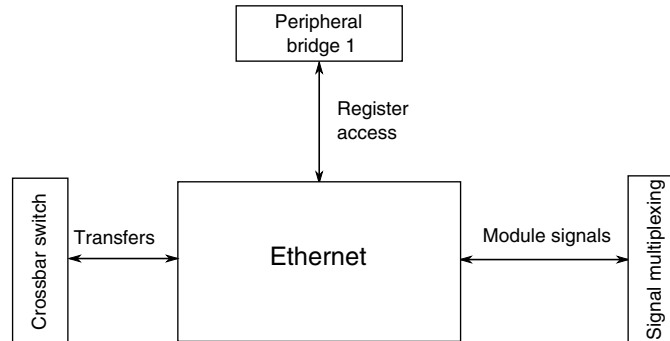 Peripheral
bridge 1
Register
access
Crossbar switch
Transfers
Ethernet
Module signals
Signal multiplexing